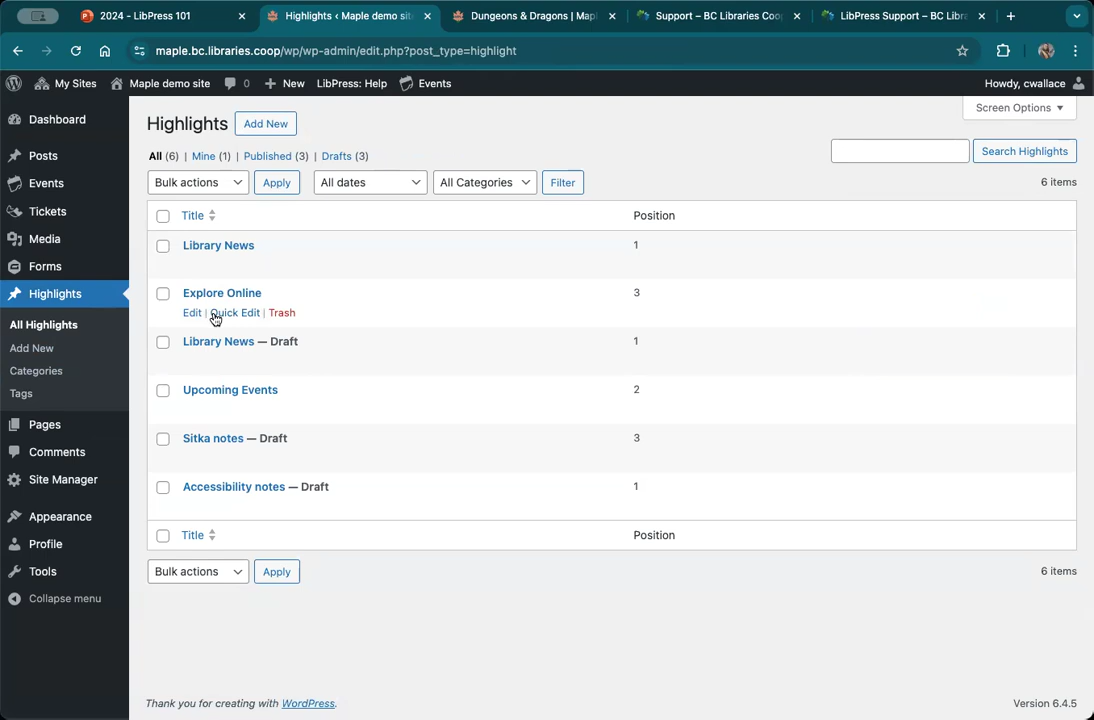 2024 - LibPress 101
Highlights ‹ Maple demo sit
Dungeons & Dragons | Map
Support – BC Libraries Coo
LibPress Support – BC Libra
maple.bc.libraries.coop/wp/wp-admin/edit.php?post_type=highlight
My Sites
Maple demo site
0
New
LibPress: Help
Events
Howdy, cwallace
Dashboard
Posts
Events
Tickets
Media
Forms
Highlights
All Highlights
Add New
Categories
Tags
Pages
Comments
Site Manager
Appearance
Profile
Tools
Collapse menu
Screen Options
Highlights
Add New
All (6) | Mine (1) | Published (3) | Drafts (3)
Search Highlights
Bulk actions
Apply
All dates
All Categories
Filter
6 items
Title
Position
Library News
1
Explore Online
3
Edit | Quick Edit | Trash
Library News — Draft
1
Upcoming Events
2
Sitka notes — Draft
3
Accessibility notes — Draft
1
Title
Position
Bulk actions
Apply
6 items
Thank you for creating with WordPress.
Version 6.4.5